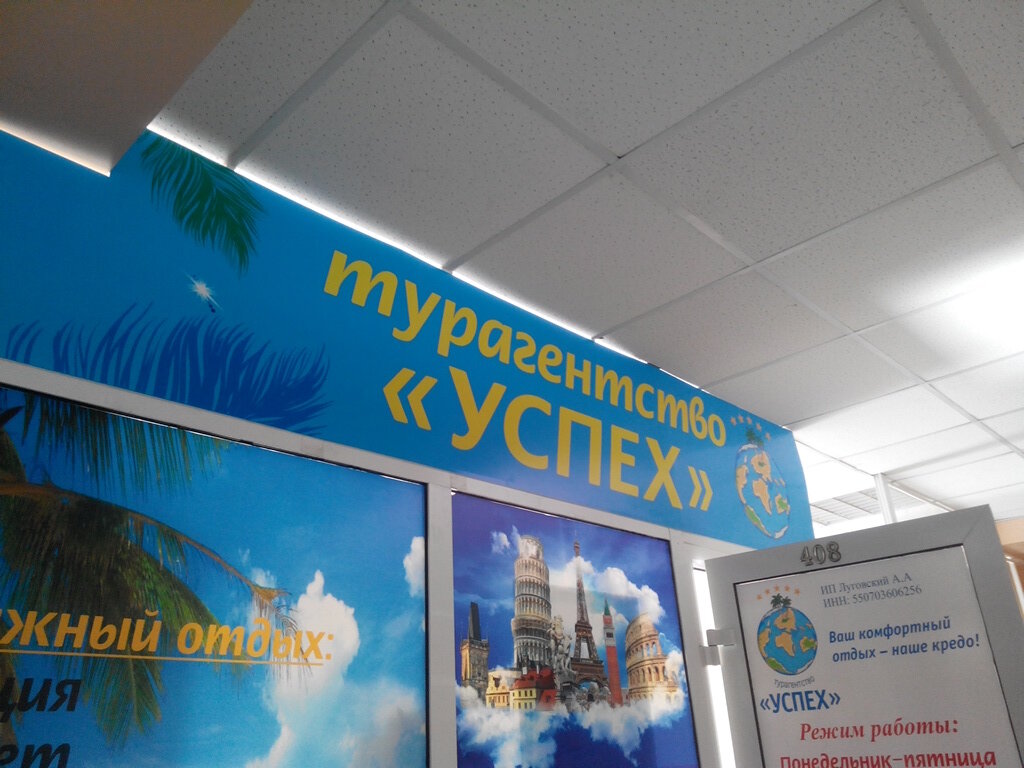 турагентство
«УСПЕХ»
жный отдых:
ция
ет
408
ИП Луговский А.А
ИНН: 550703606256
Ваш комфортный
отдых – наше кредо!
турагентство
«УСПЕХ»
Режим работы:
Понедельник–пятница